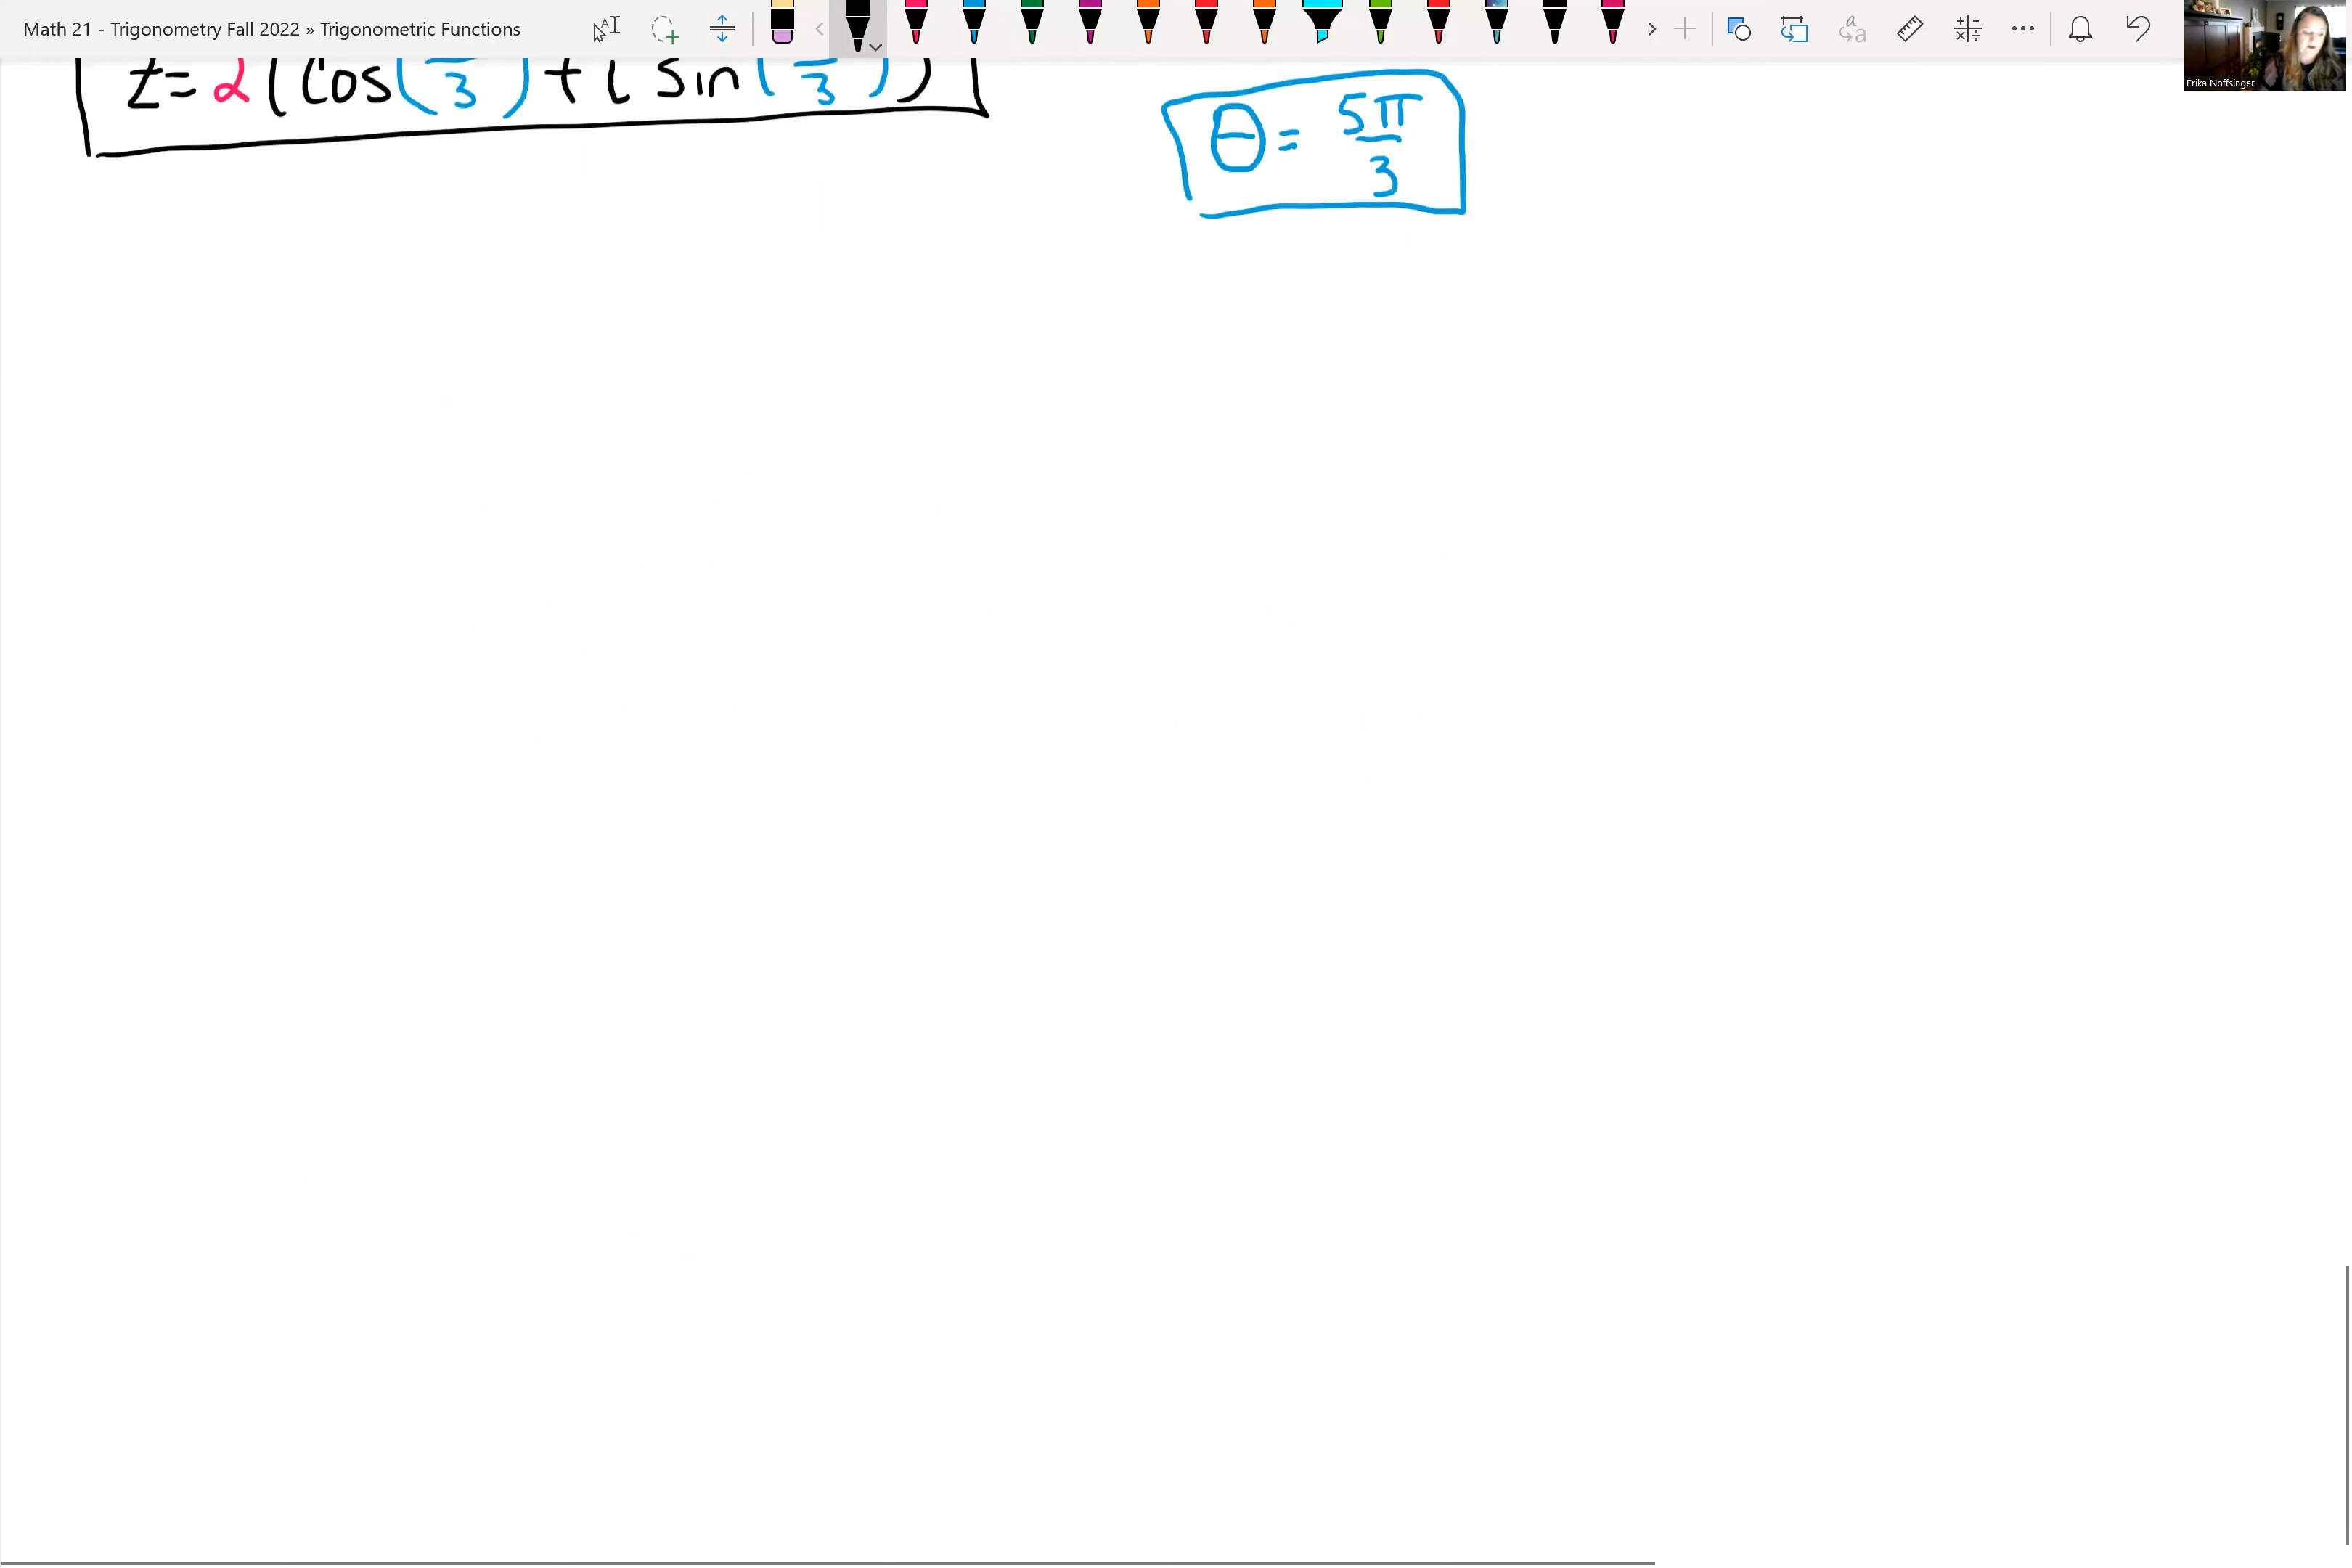 Math 21 - Trigonometry Fall 2022 » Trigonometric Functions
Erika Noffsinger
z = 2 ( cos ( /3 ) + i sin ( /3 ) )
θ = 5π/3